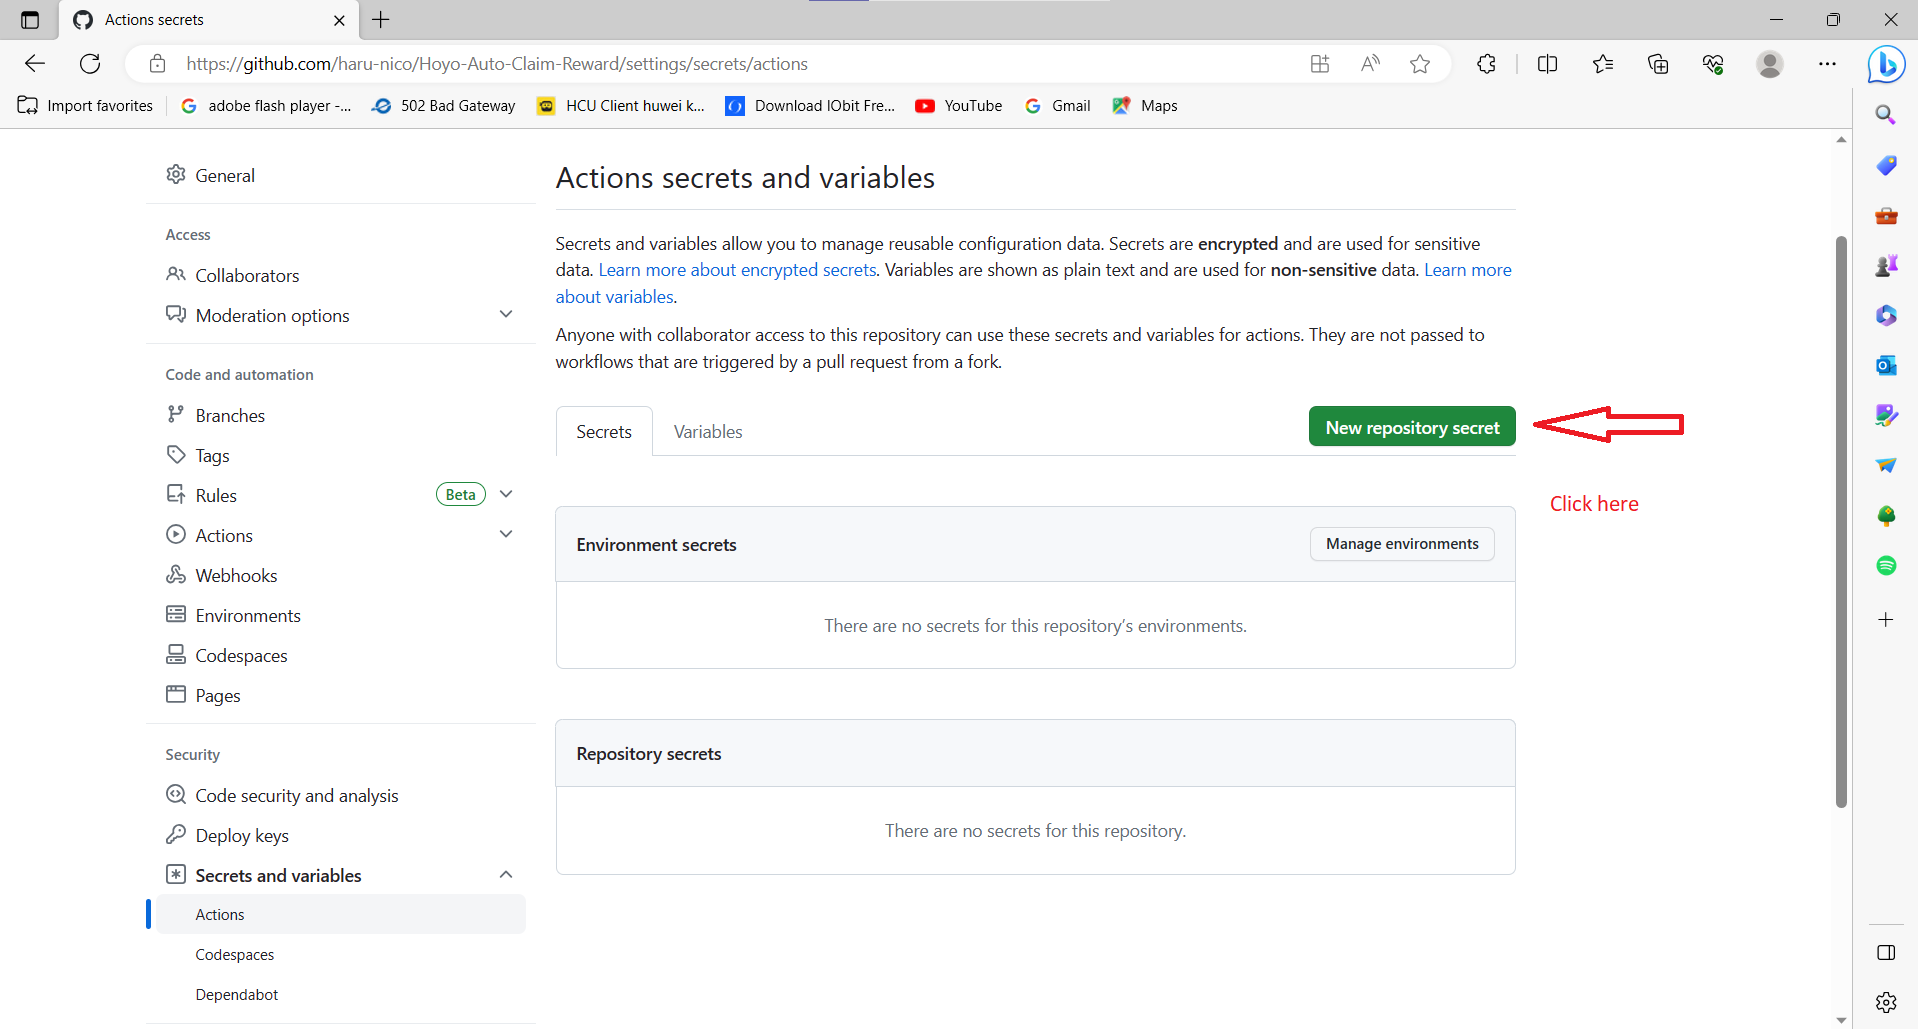 Actions secrets
https://github.com/haru-nico/Hoyo-Auto-Claim-Reward/settings/secrets/actions
Import favorites
adobe flash player -...
502 Bad Gateway
HCU Client huwei k...
Download IObit Fre...
YouTube
Gmail
Maps
General
Access
Collaborators
Moderation options
Code and automation
Branches
Tags
Rules
Beta
Actions
Webhooks
Environments
Codespaces
Pages
Security
Code security and analysis
Deploy keys
Secrets and variables
Actions
Codespaces
Dependabot
Actions secrets and variables
Secrets and variables allow you to manage reusable configuration data. Secrets are encrypted and are used for sensitive
data. Learn more about encrypted secrets. Variables are shown as plain text and are used for non-sensitive data. Learn more
about variables.
Anyone with collaborator access to this repository can use these secrets and variables for actions. They are not passed to
workflows that are triggered by a pull request from a fork.
Secrets
Variables
New repository secret
Click here
Environment secrets
Manage environments
There are no secrets for this repository’s environments.
Repository secrets
There are no secrets for this repository.